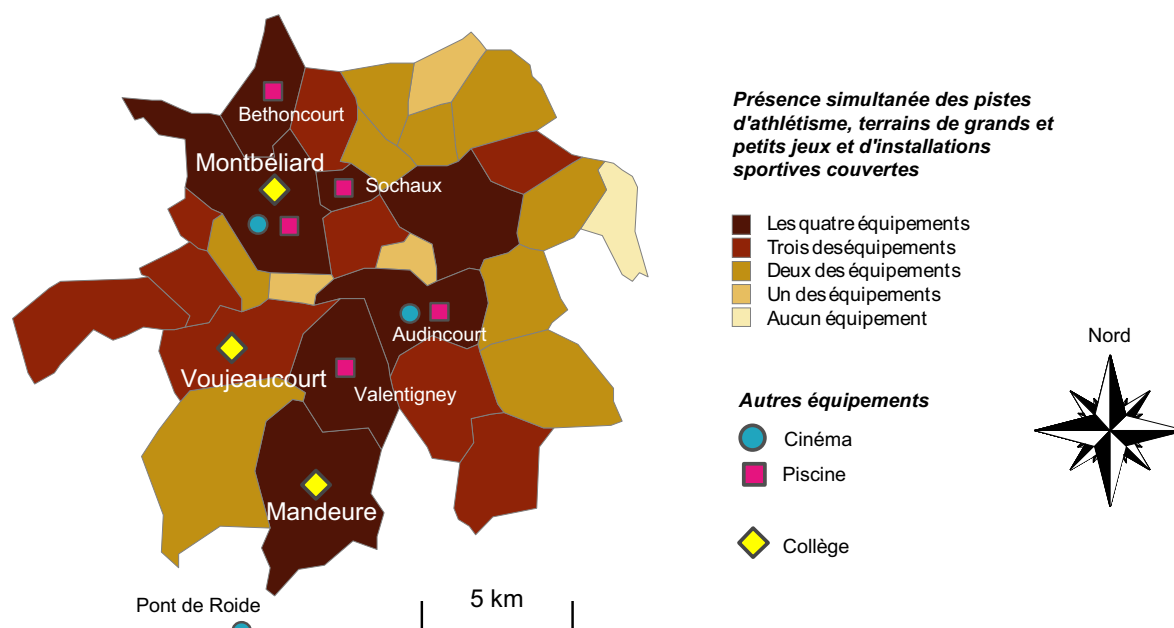 Bethoncourt
Montbéliard
Sochaux
Audincourt
Voujeaucourt
Valentigney
Mandeure
Pont de Roide
5 km
Présence simultanée des pistes
d'athlétisme, terrains de grands et
petits jeux et d'installations
sportives couvertes
Les quatre équipements
Trois deséquipements
Deux des équipements
Un des équipements
Aucun équipement
Nord
Autres équipements
Cinéma
Piscine
Collège